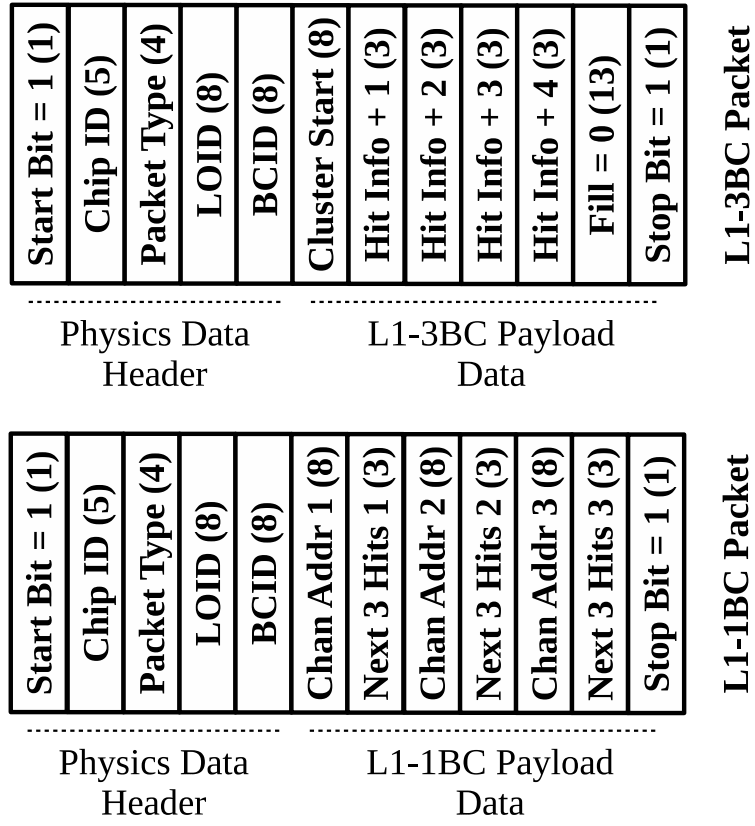 Start Bit = 1 (1)
Chip ID (5)
Packet Type (4)
LOID (8)
BCID (8)
Cluster Start (8)
Hit Info + 1 (3)
Hit Info + 2 (3)
Hit Info + 3 (3)
Hit Info + 4 (3)
Fill = 0 (13)
Stop Bit = 1 (1)
L1-3BC Packet
Physics Data
Header
L1-3BC Payload
Data
Start Bit = 1 (1)
Chip ID (5)
Packet Type (4)
LOID (8)
BCID (8)
Chan Addr 1 (8)
Next 3 Hits 1 (3)
Chan Addr 2 (8)
Next 3 Hits 2 (3)
Chan Addr 3 (8)
Next 3 Hits 3 (3)
Stop Bit = 1 (1)
L1-1BC Packet
Physics Data
Header
L1-1BC Payload
Data